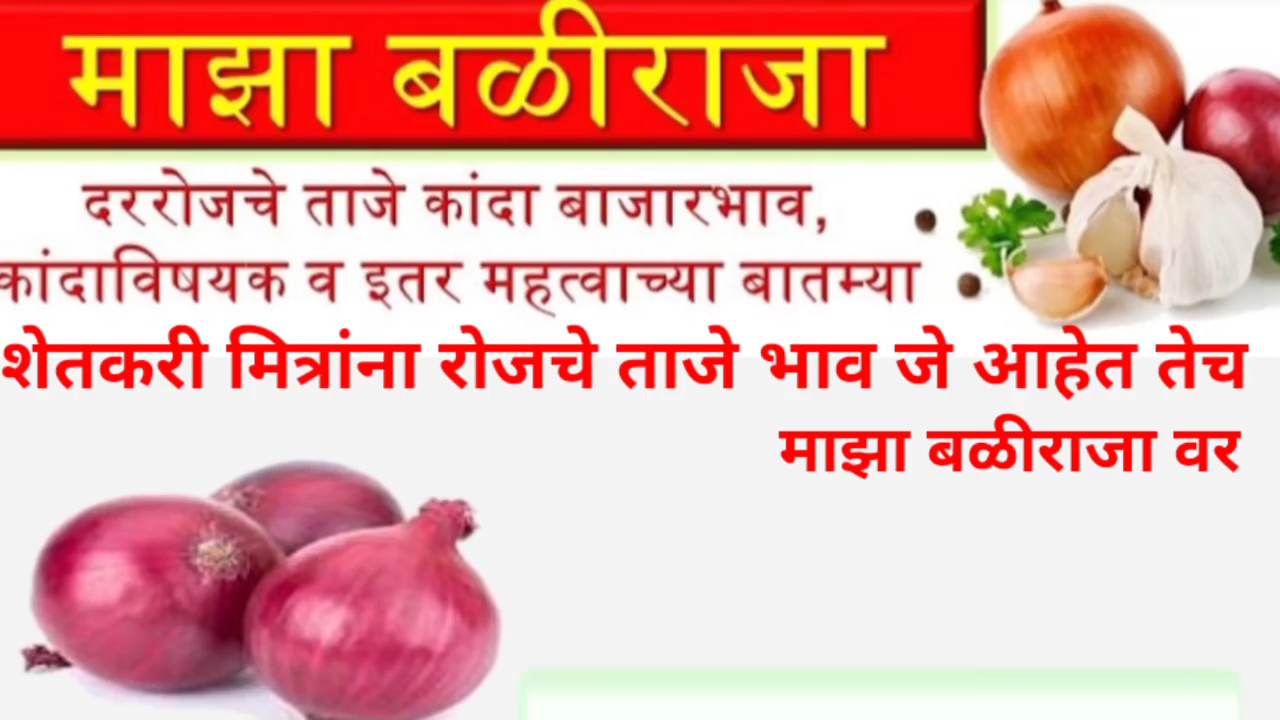 माझा बळीराजा
दररोजचे ताजे कांदा बाजारभाव,
कांदाविषयक व इतर महत्वाच्या बातम्या
शेतकरी मित्रांना रोजचे ताजे भाव जे आहेत तेच
माझा बळीराजा वर